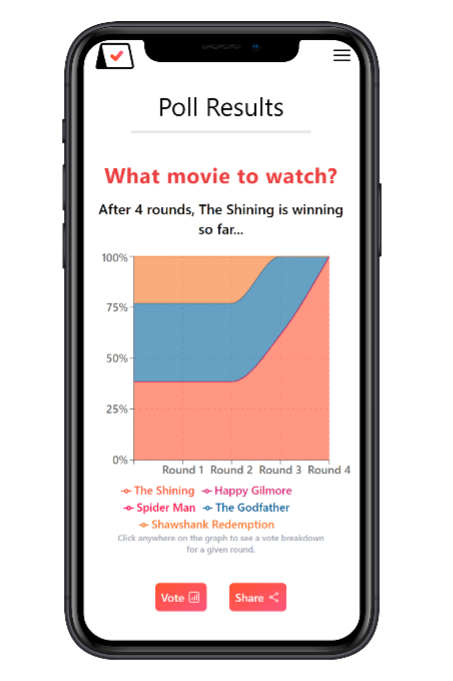 Poll Results
What movie to watch?
After 4 rounds, The Shining is winning
so far...
100%
75%
50%
25%
0%
Round 1 Round 2 Round 3 Round 4
The Shining Happy Gilmore
Spider Man The Godfather
Shawshank Redemption
Click anywhere on the graph to see a vote breakdown
for a given round.
Vote Share